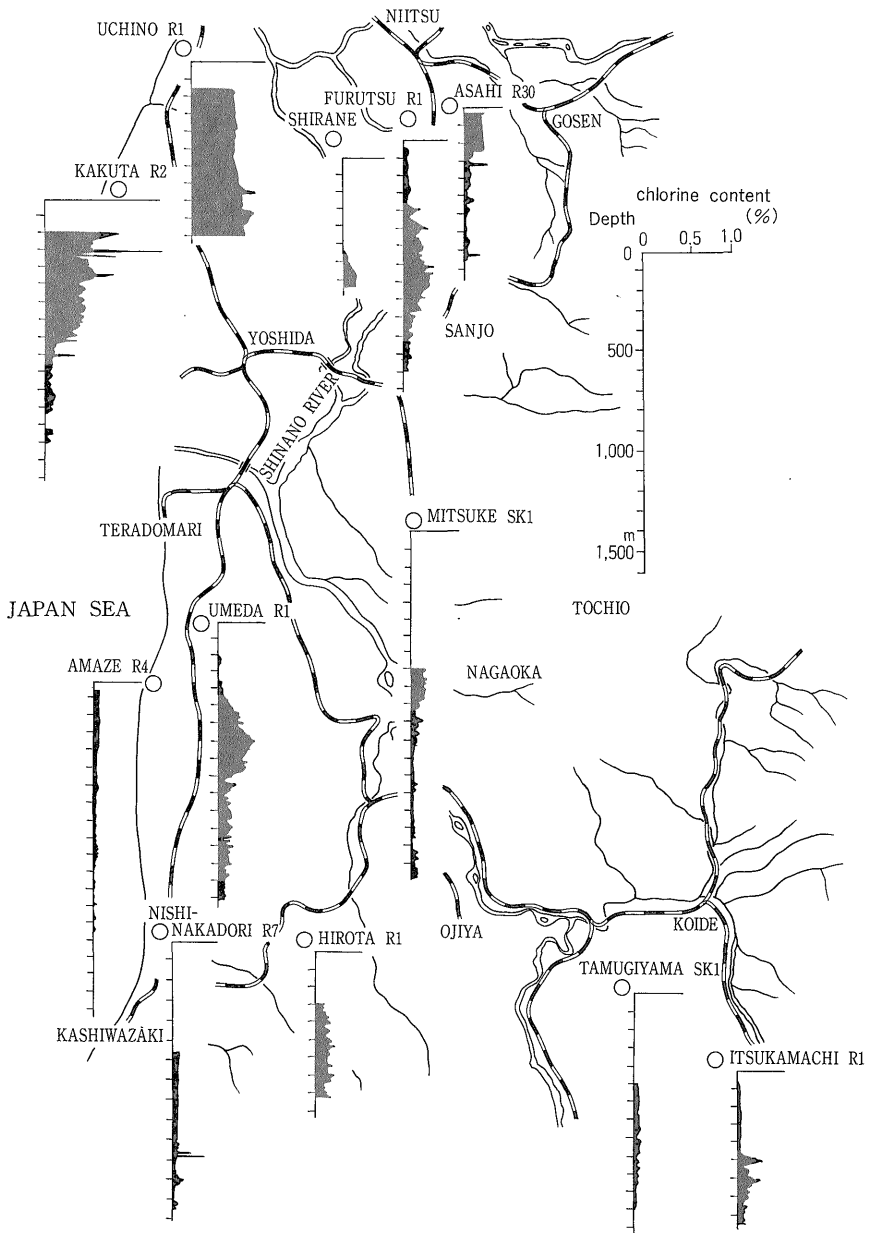 UCHINO R1
NIITSU
FURUTSU R1
ASAHI R30
SHIRANE
GOSEN
KAKUTA R2
chlorine content
(%)
Depth
0 0.5 1.0
0
500
1,000
m
1,500
SANJO
YOSHIDA
SHINANO RIVER
TERADOMARI
MITSUKE SK1
JAPAN SEA
UMEDA R1
TOCHIO
AMAZE R4
NAGAOKA
NISHI-
NAKADORI R7
HIROTA R1
OJIYA
KOIDE
TAMUGIYAMA SK1
KASHIWAZAKI
ITSUKAMACHI R1